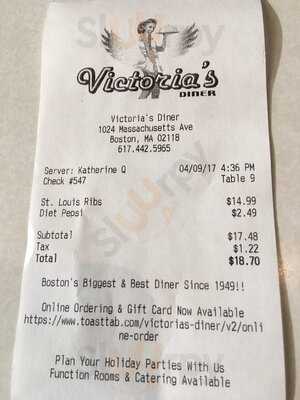 Victoria's
DINER
Victoria's Diner
1024 Massachusetts Ave
Boston, MA 02118
617.442.5965
Server: Katherine Q 04/09/17 4:36 PM
Check #547 Table 9
St. Louis Ribs $14.99
Diet Pepsi $2.49
Subtotal $17.48
Tax $1.22
Total $18.70
Boston's Biggest & Best Diner Since 1949!!
Online Ordering & Gift Card Now Available
https://www.toasttab.com/victorias-diner/v2/onli
ne-order
Plan Your Holiday Parties With Us
Function Rooms & Catering Available